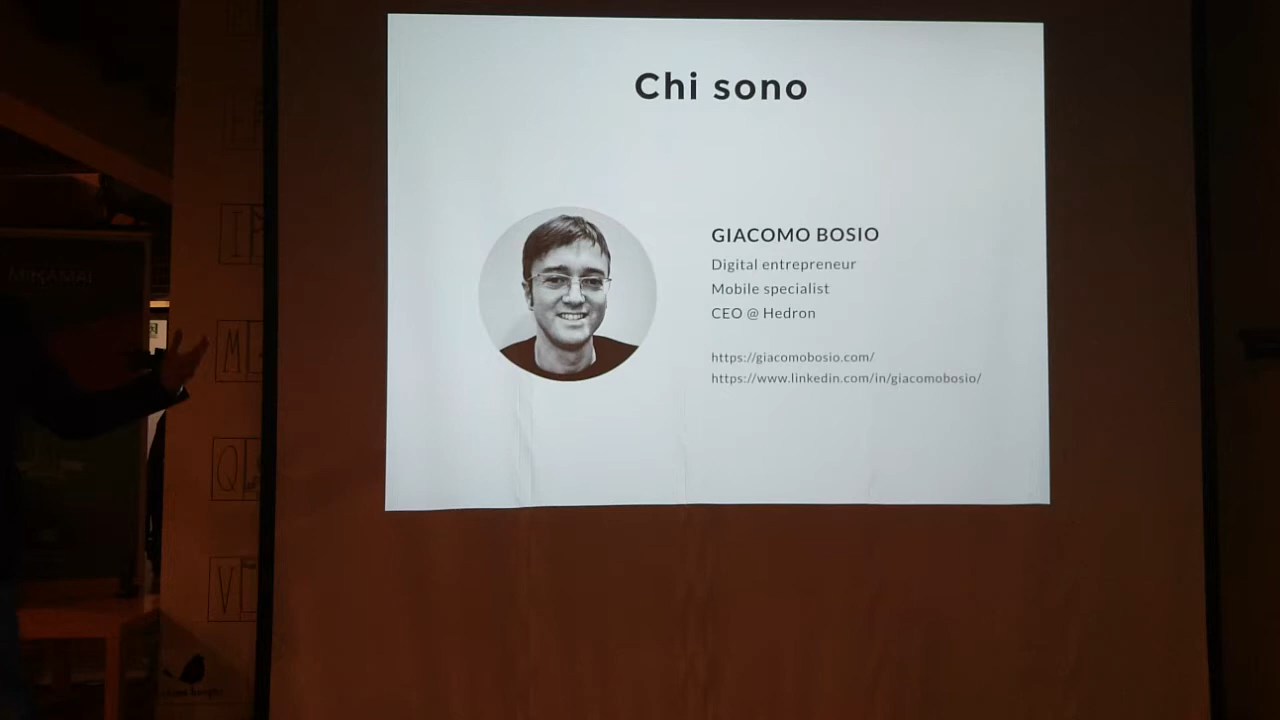 Chi sono
GIACOMO BOSIO
Digital entrepreneur
Mobile specialist
CEO @ Hedron
https://giacomobosio.com/
https://www.linkedin.com/in/giacomobosio/
I
M
Q
V